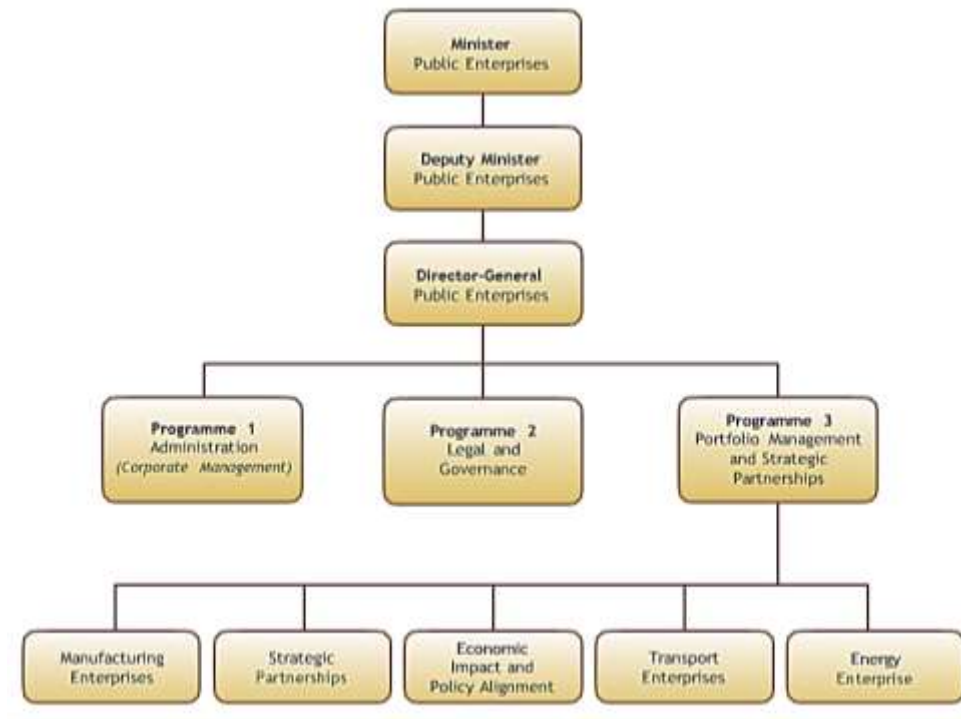 Minister
Public Enterprises
Deputy Minister
Public Enterprises
Director-General
Public Enterprises
Programme 1
Administration
(Corporate Management)
Programme 2
Legal and
Governance
Programme 3
Portfolio Management
and Strategic
Partnerships
Manufacturing
Enterprises
Strategic
Partnerships
Economic
Impact and
Policy Alignment
Transport
Enterprises
Energy
Enterprise